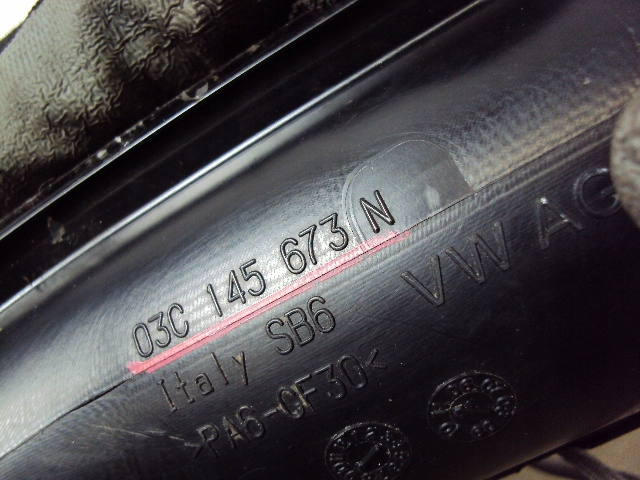 03C 145 673 N
VW AG
Italy SB6
>PA6-GF30<